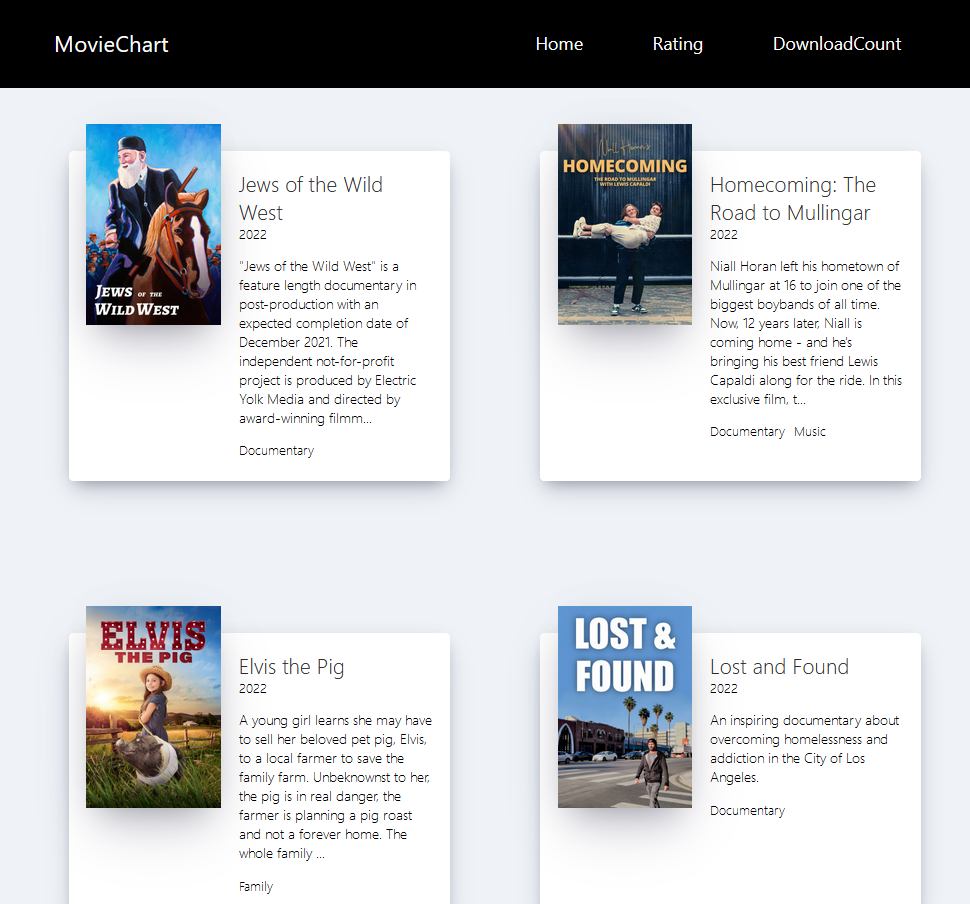 MovieChart
Home
Rating
DownloadCount
JEWS OF THE
WILD WEST
Jews of the Wild
West
2022
"Jews of the Wild West" is a
feature length documentary in
post-production with an
expected completion date of
December 2021. The
independent not-for-profit
project is produced by Electric
Yolk Media and directed by
award-winning filmm...
Documentary
Niall Horan's
HOMECOMING
THE ROAD TO MULLINGAR
WITH LEWIS CAPALDI
Homecoming: The
Road to Mullingar
2022
Niall Horan left his hometown of
Mullingar at 16 to join one of the
biggest boybands of all time.
Now, 12 years later, Niall is
coming home - and he's
bringing his best friend Lewis
Capaldi along for the ride. In this
exclusive film, t...
Documentary Music
ELVIS
THE PIG
Elvis the Pig
2022
A young girl learns she may have
to sell her beloved pet pig, Elvis,
to a local farmer to save the
family farm. Unbeknownst to her,
the pig is in real danger, the
farmer is planning a pig roast
and not a forever home. The
whole family ...
Family
LOST &
FOUND
Lost and Found
2022
An inspiring documentary about
overcoming homelessness and
addiction in the City of Los
Angeles.
Documentary